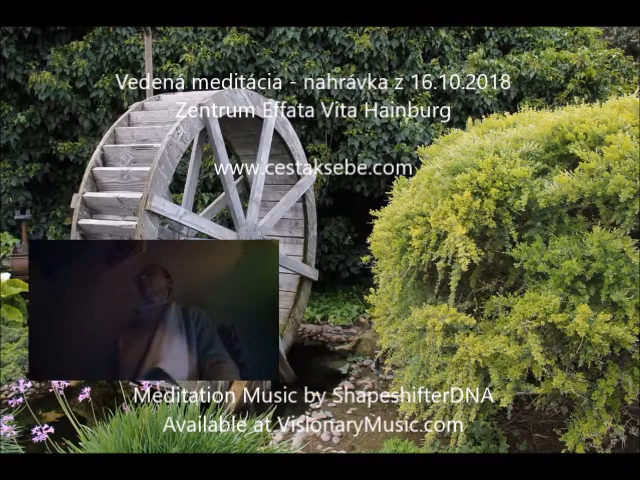 Vedená meditácia - nahrávka z 16.10.2018
Zentrum Effata Vita Hainburg
www.cestaksebe.com
Meditation Music by ShapeshifterDNA
Available at VisionaryMusic.com